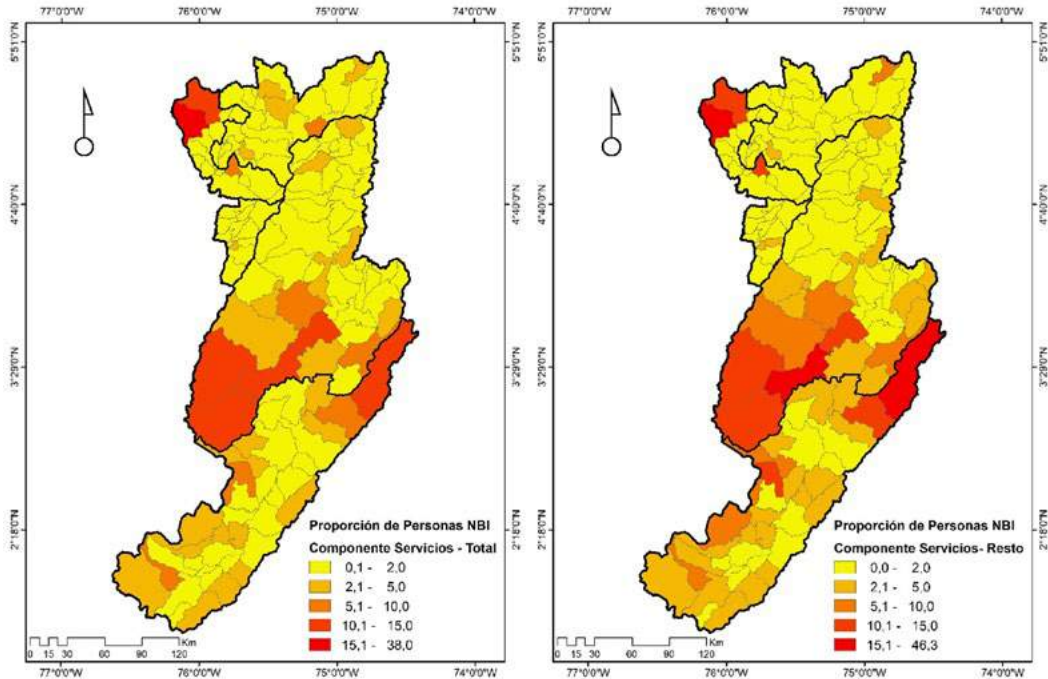 77°0'0"W 76°0'0"W 75°0'0"W 74°0'0"W
5°51'0"N
4°40'0"N
3°29'0"N
2°18'0"N
5°51'0"N
4°40'0"N
3°29'0"N
2°18'0"N
Proporción de Personas NBI
Componente Servicios - Total
0,1 - 2,0
2,1 - 5,0
5,1 - 10,0
10,1 - 15,0
15,1 - 38,0
Km
0 15 30 60 90 120
77°0'0"W 76°0'0"W 75°0'0"W 74°0'0"W
77°0'0"W 76°0'0"W 75°0'0"W 74°0'0"W
5°51'0"N
4°40'0"N
3°29'0"N
2°18'0"N
5°51'0"N
4°40'0"N
3°29'0"N
2°18'0"N
Proporción de Personas NBI
Componente Servicios- Resto
0,0 - 2,0
2,1 - 5,0
5,1 - 10,0
10,1 - 15,0
15,1 - 46,3
Km
0 15 30 60 90 120
77°0'0"W 76°0'0"W 75°0'0"W 74°0'0"W